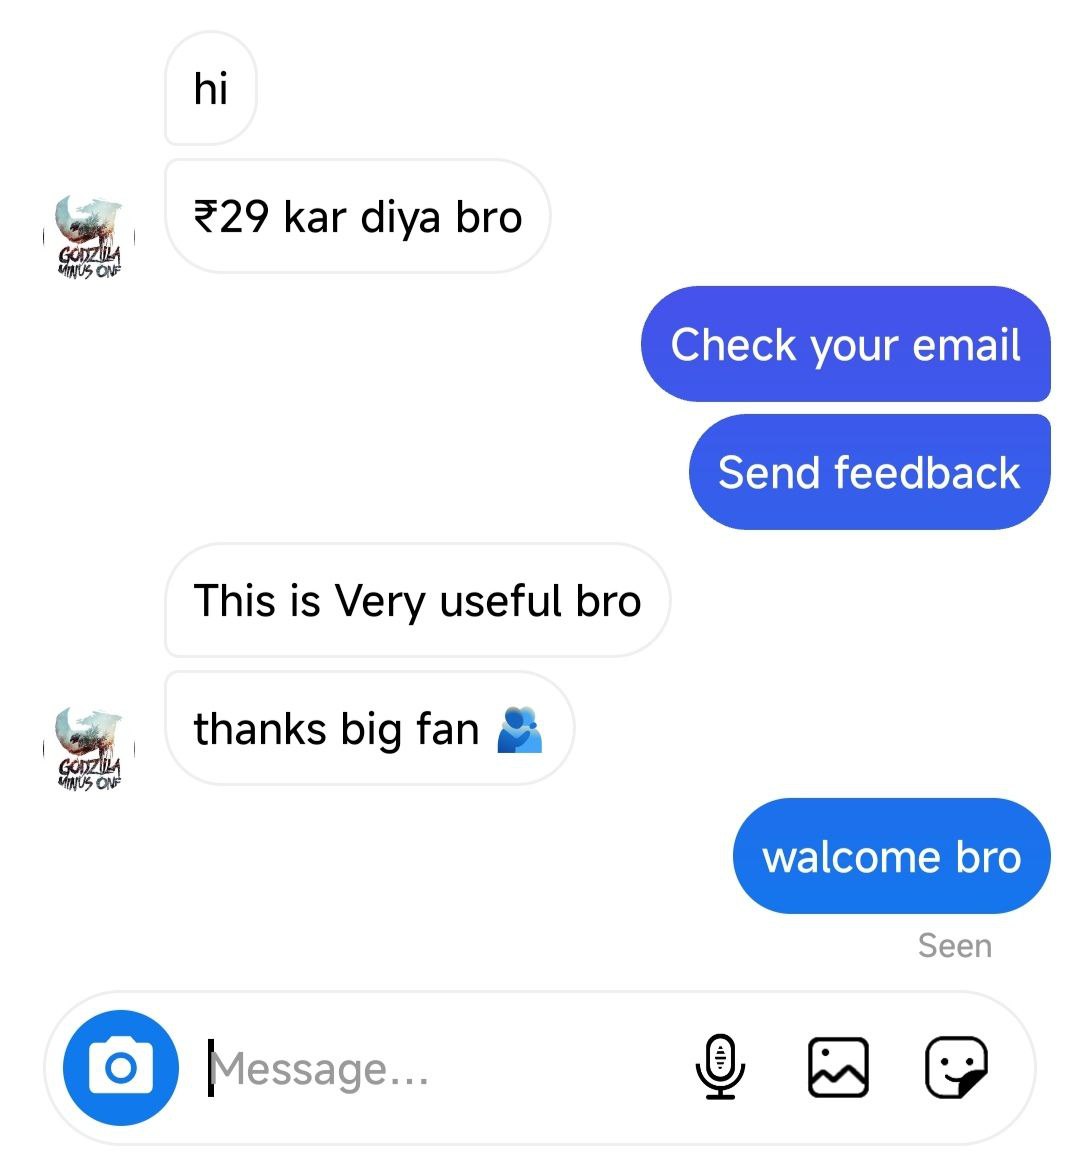 hi
₹29 kar diya bro
GODZILLA
MINUS ONE
Check your email
Send feedback
This is Very useful bro
thanks big fan 🫂
GODZILLA
MINUS ONE
walcome bro
Seen
Message...